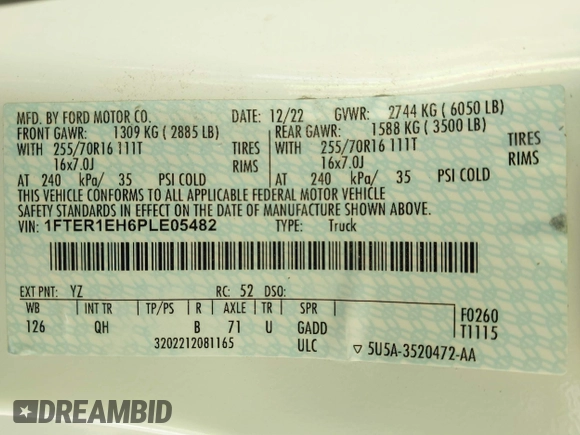 MFD. BY FORD MOTOR CO. DATE: 12/22 GVWR: 2744 KG ( 6050 LB)
FRONT GAWR: 1309 KG ( 2885 LB) REAR GAWR: 1588 KG ( 3500 LB)
WITH 255/70R16 111T TIRES WITH 255/70R16 111T TIRES
16x7.0J RIMS 16x7.0J RIMS
AT 240 kPa/ 35 PSI COLD AT 240 kPa/ 35 PSI COLD
THIS VEHICLE CONFORMS TO ALL APPLICABLE FEDERAL MOTOR VEHICLE
SAFETY STANDARDS IN EFFECT ON THE DATE OF MANUFACTURE SHOWN ABOVE.
VIN: 1FTER1EH6PLE05482 TYPE: Truck
EXT PNT: YZ RC: 52 DSO:
WB INT TR TP/PS R AXLE TR SPR F0260
126 QH B 71 U GADD T1115
3202212081165 ULC ▽ 5U5A-3520472-AA
DREAMBID